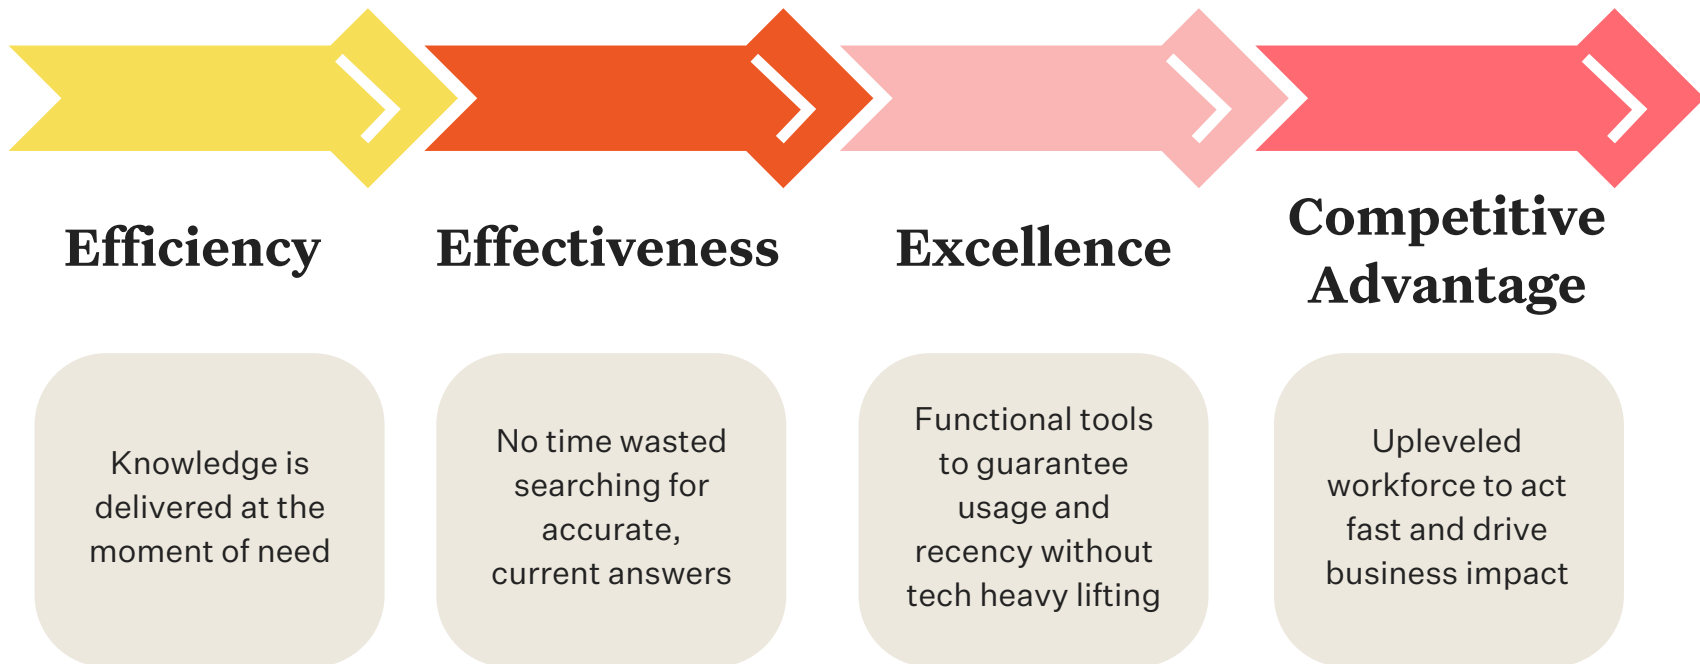 Efficiency
Effectiveness
Excellence
Competitive
Advantage
Knowledge is
delivered at the
moment of need
No time wasted
searching for
accurate,
current answers
Functional tools
to guarantee
usage and
recency without
tech heavy lifting
Upleveled
workforce to act
fast and drive
business impact